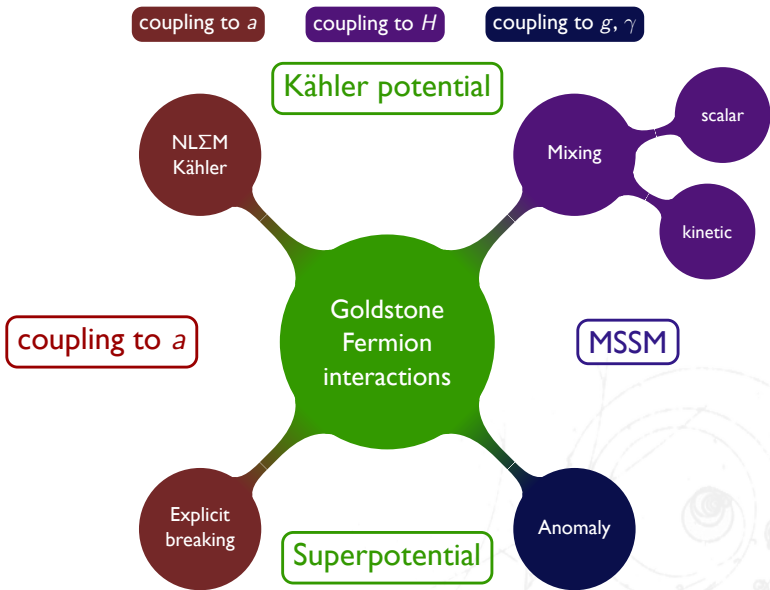 coupling to a
coupling to H
coupling to g, γ
Kähler potential
NLΣM
Kähler
Mixing
scalar
kinetic
Goldstone
Fermion
interactions
coupling to a
MSSM
Explicit
breaking
Superpotential
Anomaly